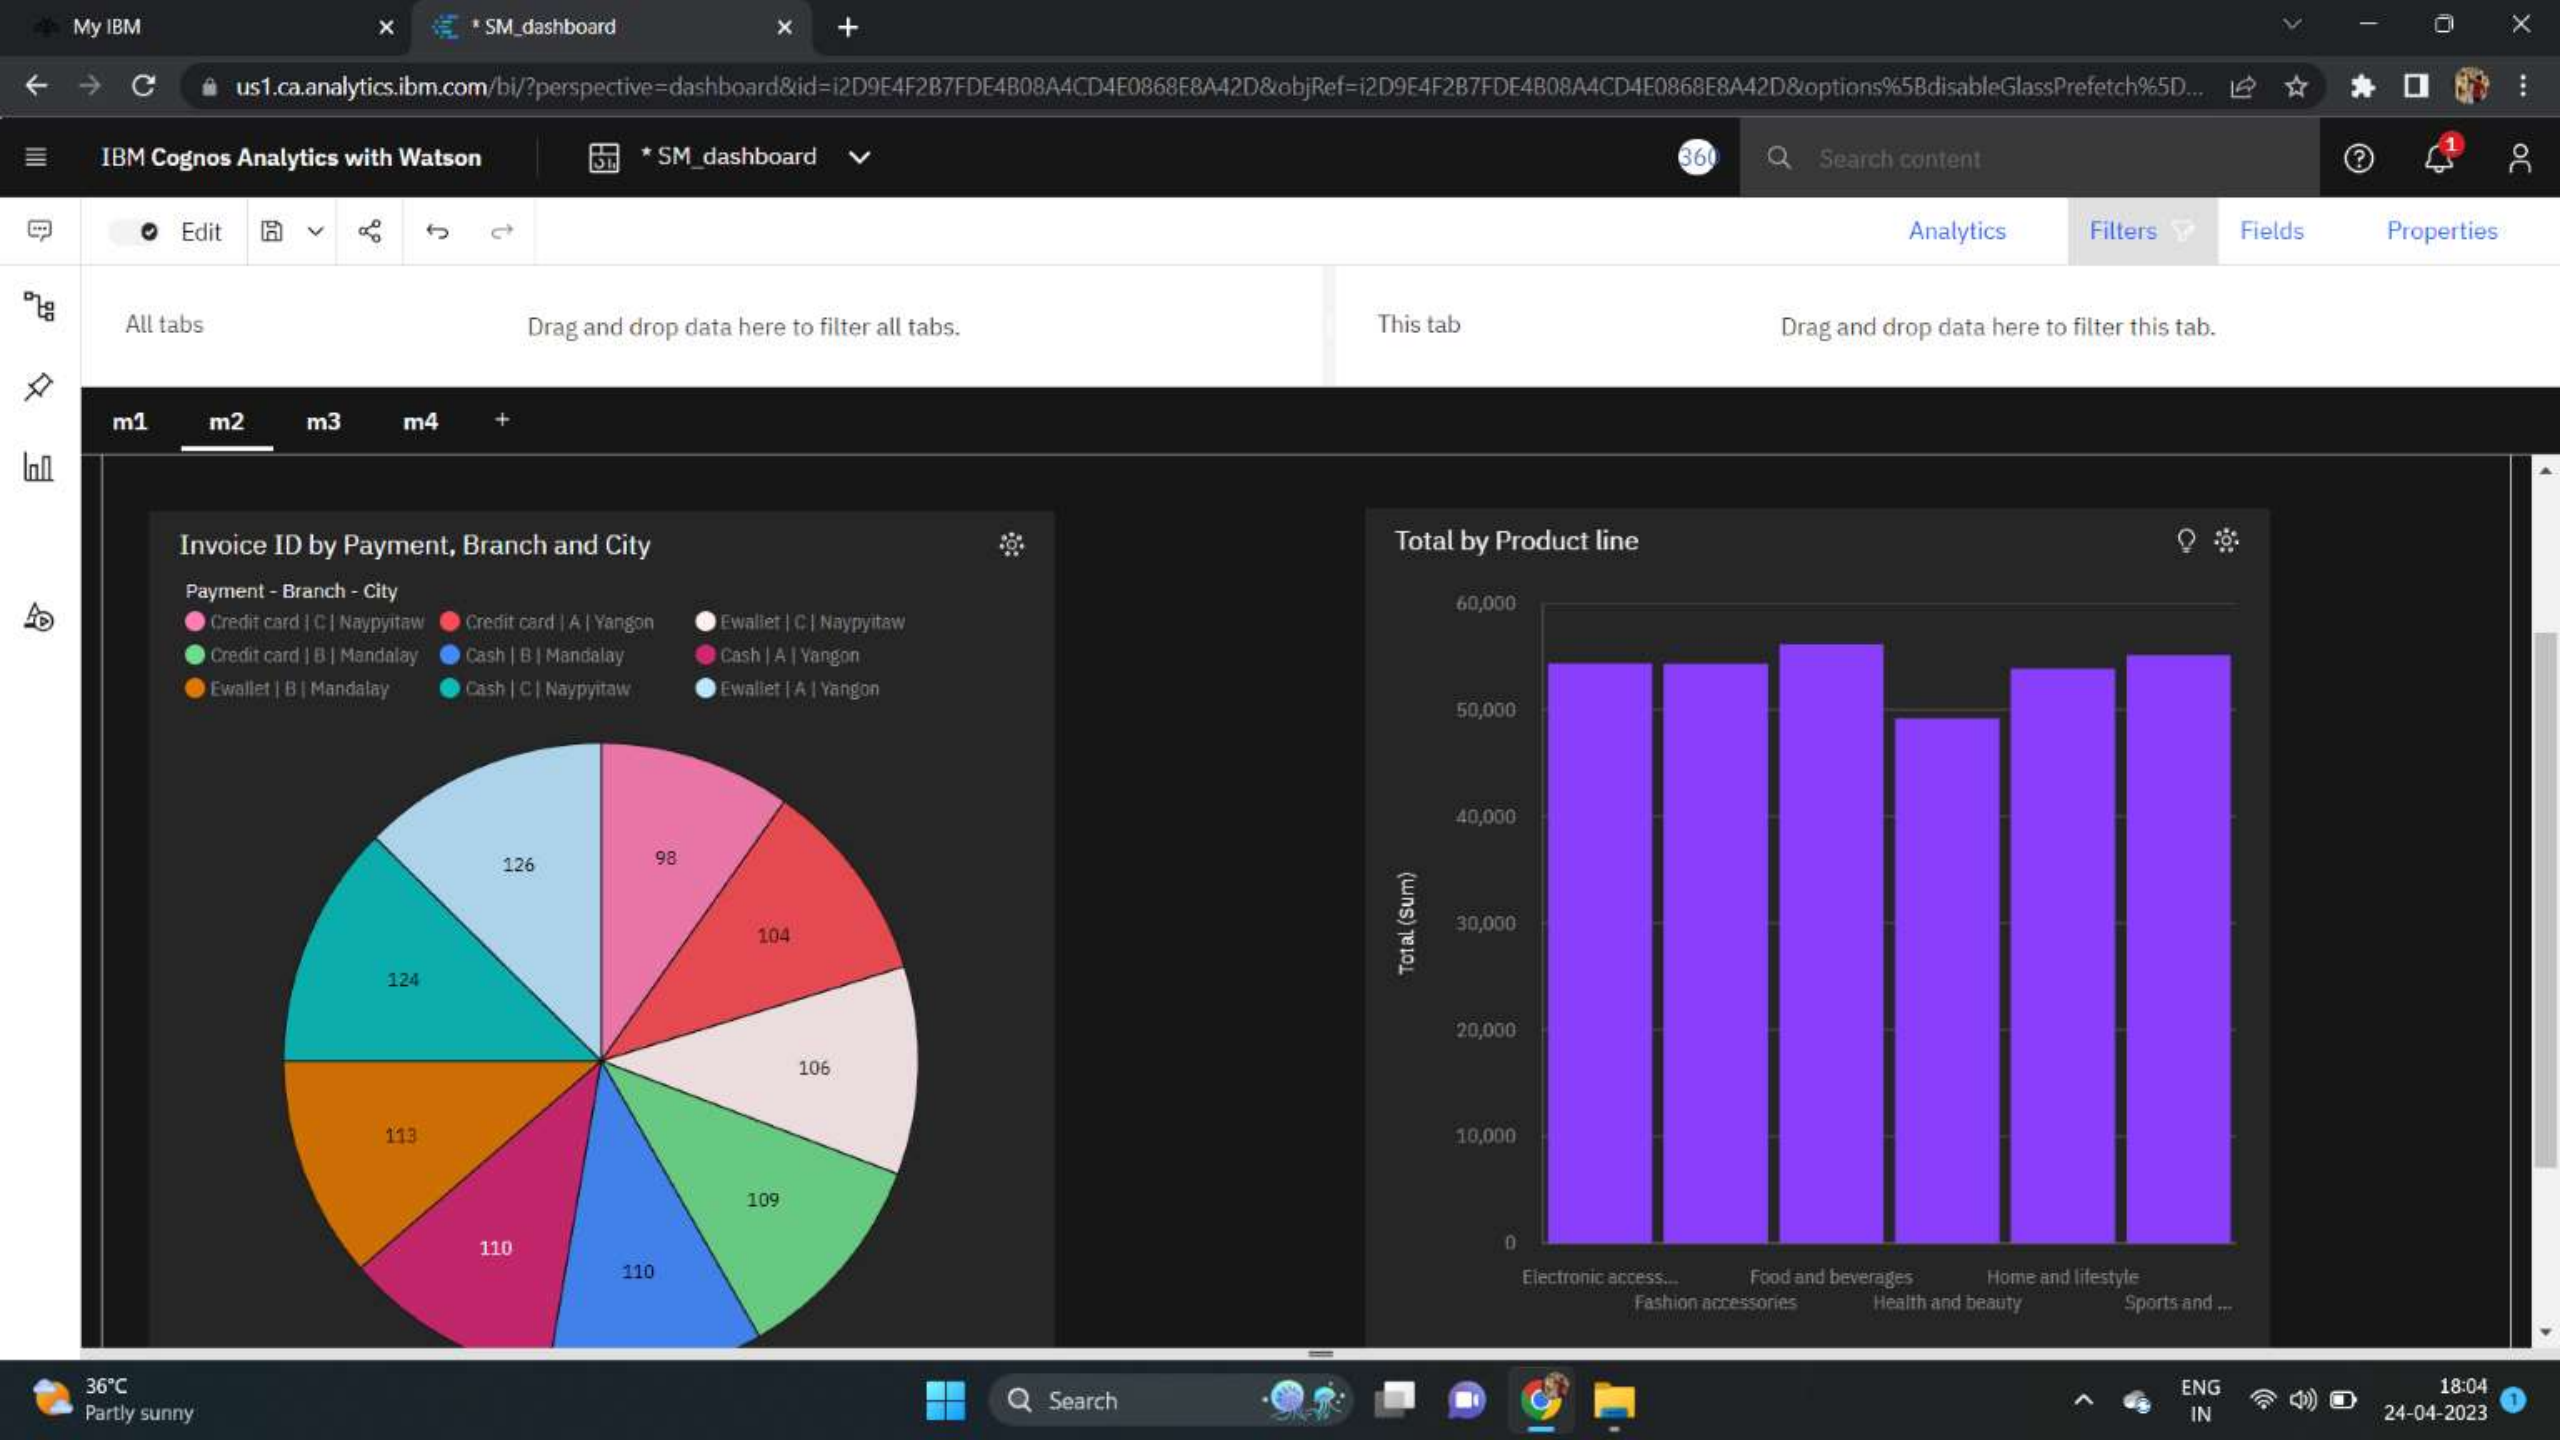 My IBM
* SM_dashboard
us1.ca.analytics.ibm.com/bi/?perspective=dashboard&id=i2D9E4F2B7FDE4B08A4CD4E0868E8A42D&objRef=i2D9E4F2B7FDE4B08A4CD4E0868E8A42D&options%5BdisableGlassPrefetch%5D...
IBM Cognos Analytics with Watson
* SM_dashboard
360
Search content
1
Edit
Analytics
Filters
Fields
Properties
All tabs
Drag and drop data here to filter all tabs.
This tab
Drag and drop data here to filter this tab.
m1
m2
m3
m4
+
Invoice ID by Payment, Branch and City
Payment - Branch - City
Credit card | C | Naypyitaw
Credit card | A | Yangon
Ewallet | C | Naypyitaw
Credit card | B | Mandalay
Cash | B | Mandalay
Cash | A | Yangon
Ewallet | B | Mandalay
Cash | C | Naypyitaw
Ewallet | A | Yangon
126
98
104
124
106
113
109
110
110
Total by Product line
60,000
50,000
40,000
30,000
20,000
10,000
0
Total (Sum)
Electronic access...
Fashion accessories
Food and beverages
Health and beauty
Home and lifestyle
Sports and ...
36°C
Partly sunny
Search
ENG
IN
18:04
24-04-2023
1